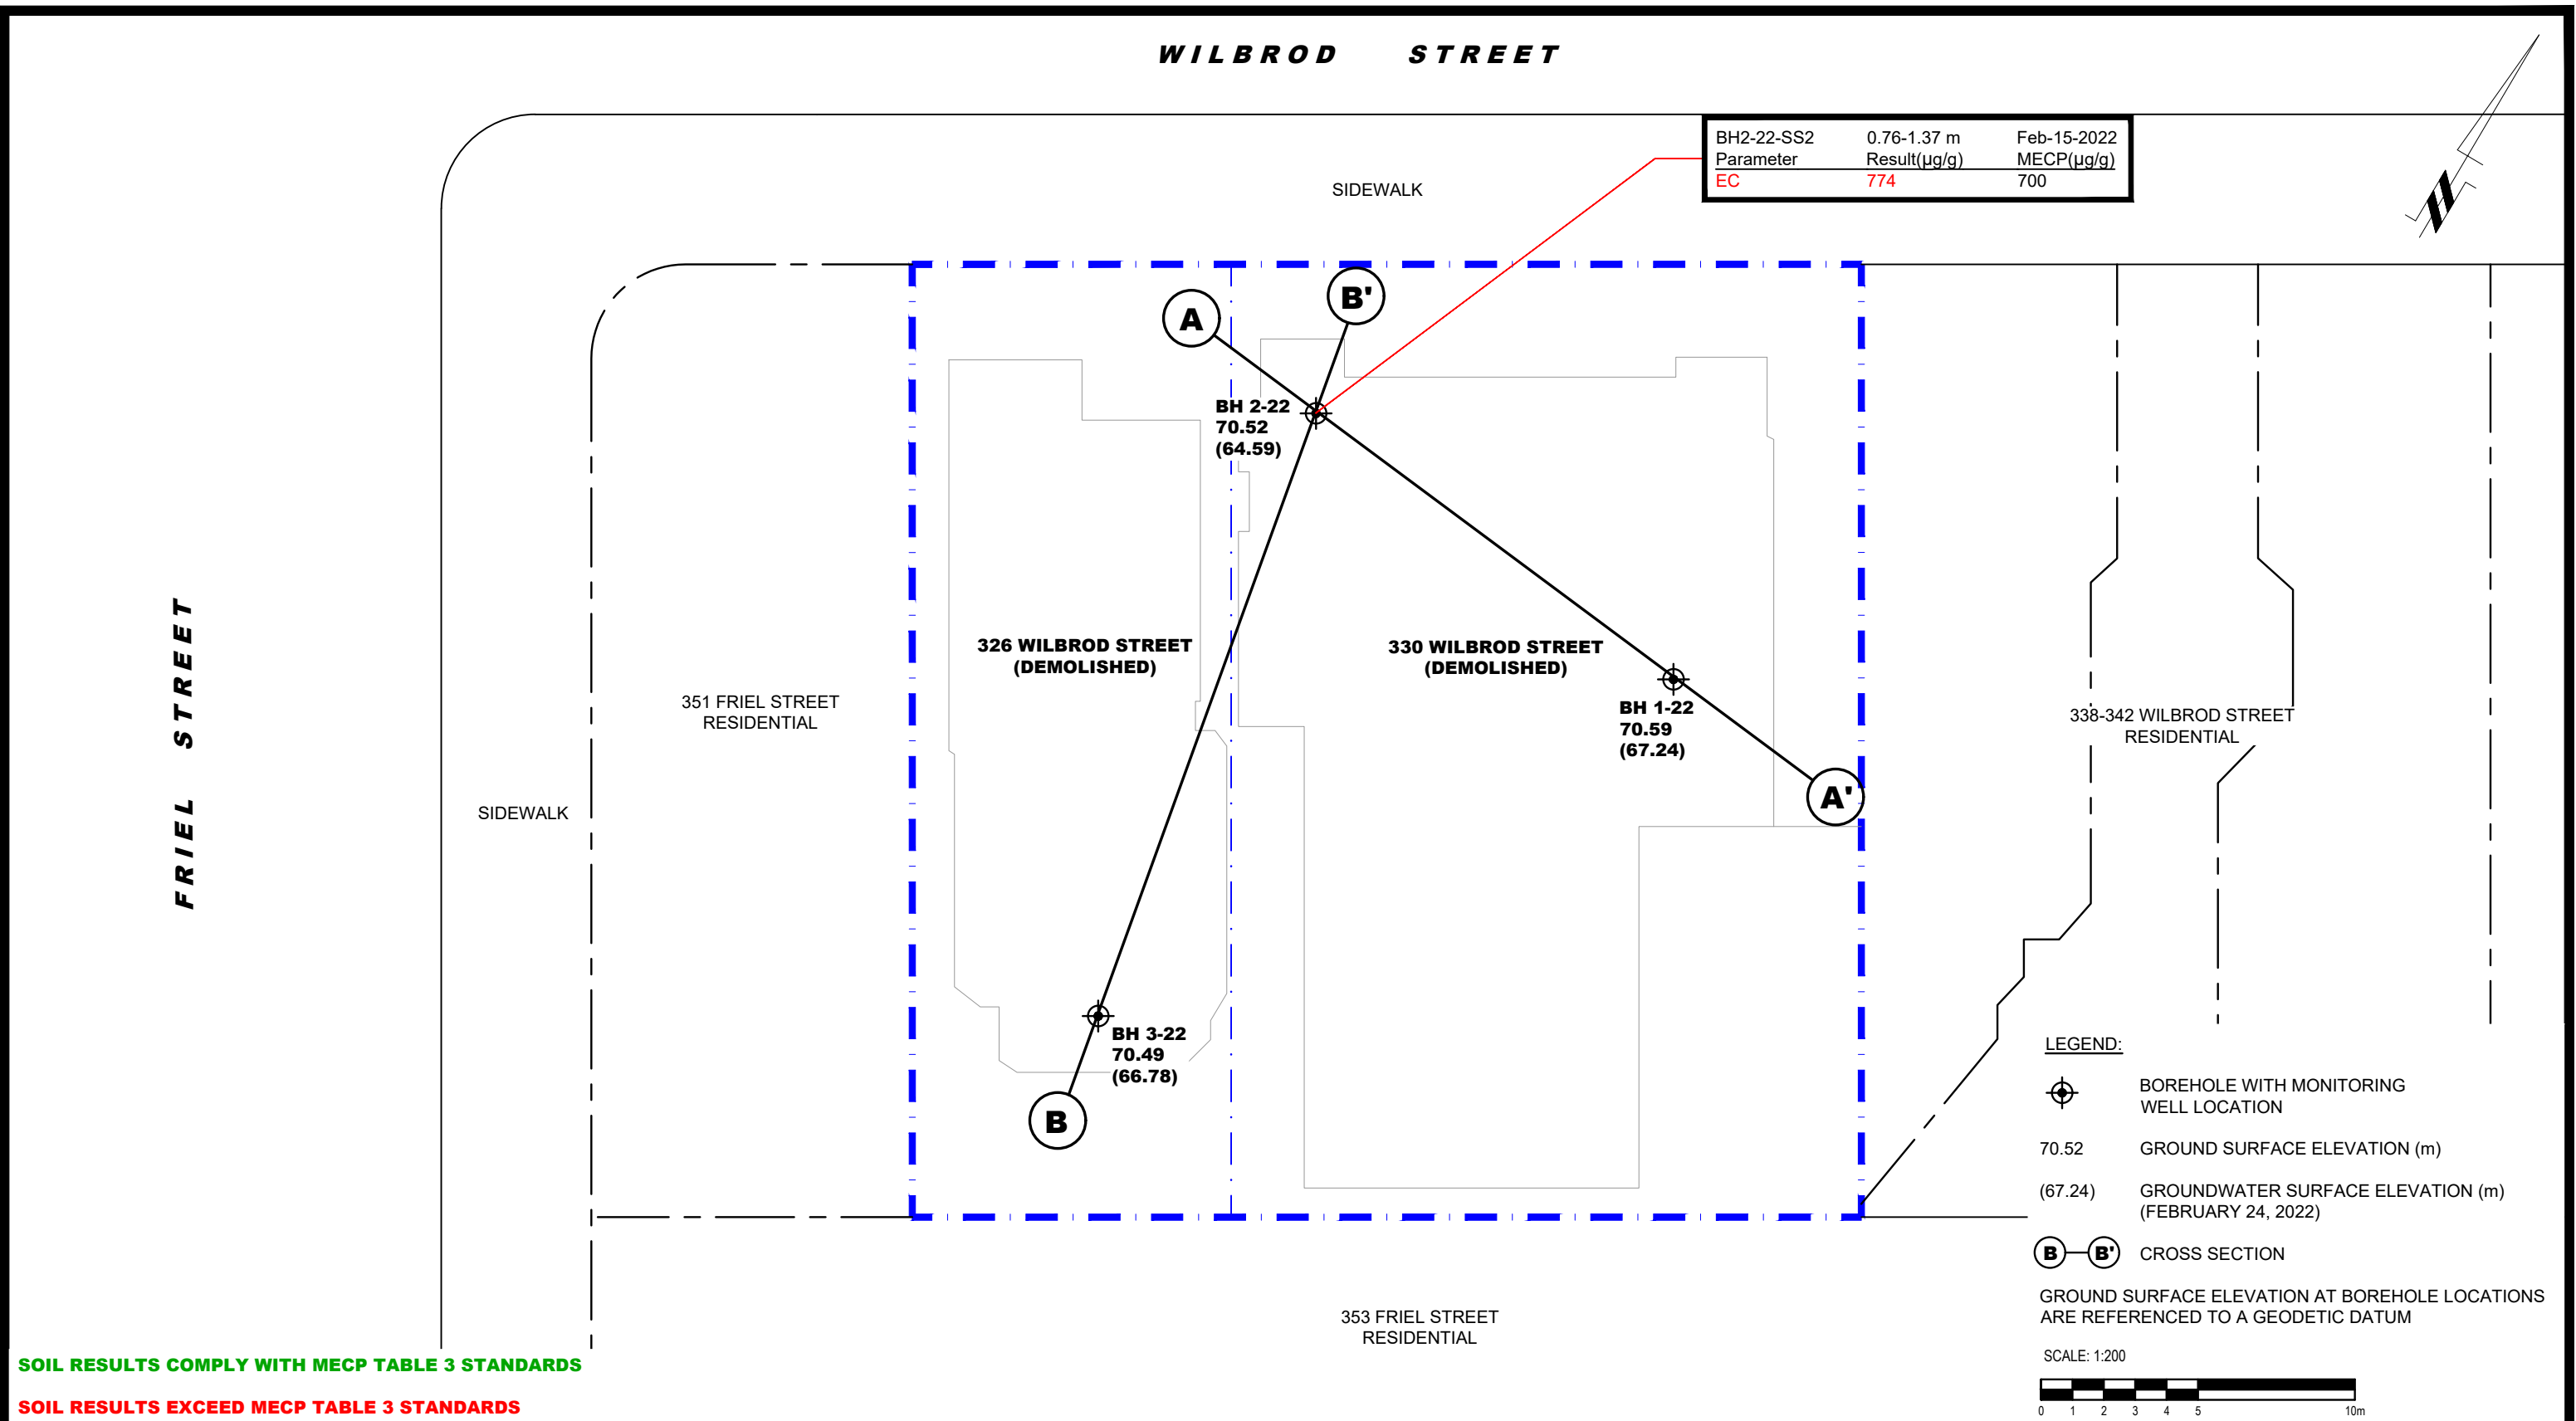 WILBROD STREET
BH2-22-SS2 0.76-1.37 m Feb-15-2022
Parameter Result(µg/g) MECP(µg/g)
EC 774 700
SIDEWALK
A
B'
BH 2-22
70.52
(64.59)
FRIEL STREET
326 WILBROD STREET
(DEMOLISHED)
330 WILBROD STREET
(DEMOLISHED)
351 FRIEL STREET
RESIDENTIAL
BH 1-22
70.59
(67.24)
338-342 WILBROD STREET
RESIDENTIAL
A'
SIDEWALK
BH 3-22
70.49
(66.78)
B
LEGEND:
BOREHOLE WITH MONITORING
WELL LOCATION
70.52 GROUND SURFACE ELEVATION (m)
(67.24) GROUNDWATER SURFACE ELEVATION (m)
(FEBRUARY 24, 2022)
B B' CROSS SECTION
GROUND SURFACE ELEVATION AT BOREHOLE LOCATIONS
ARE REFERENCED TO A GEODETIC DATUM
353 FRIEL STREET
RESIDENTIAL
SCALE: 1:200
0 1 2 3 4 5 10m
SOIL RESULTS COMPLY WITH MECP TABLE 3 STANDARDS
SOIL RESULTS EXCEED MECP TABLE 3 STANDARDS